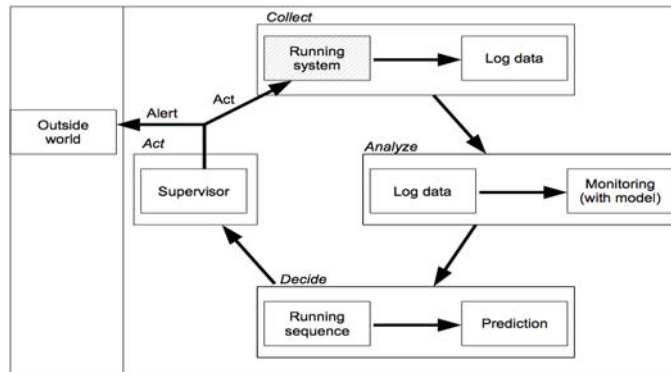 Collect
Running
system
Log data
Act
Alert
Outside
world
Act
Supervisor
Analyze
Log data
Monitoring
(with model)
Decide
Running
sequence
Prediction